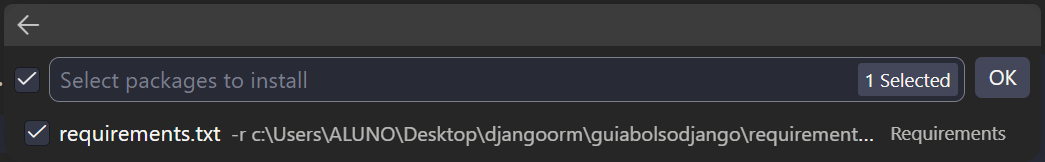 Select packages to install 1 Selected OK
requirements.txt -r c:\Users\ALUNO\Desktop\djangoorm\guiabolsodjango\requirement... Requirements